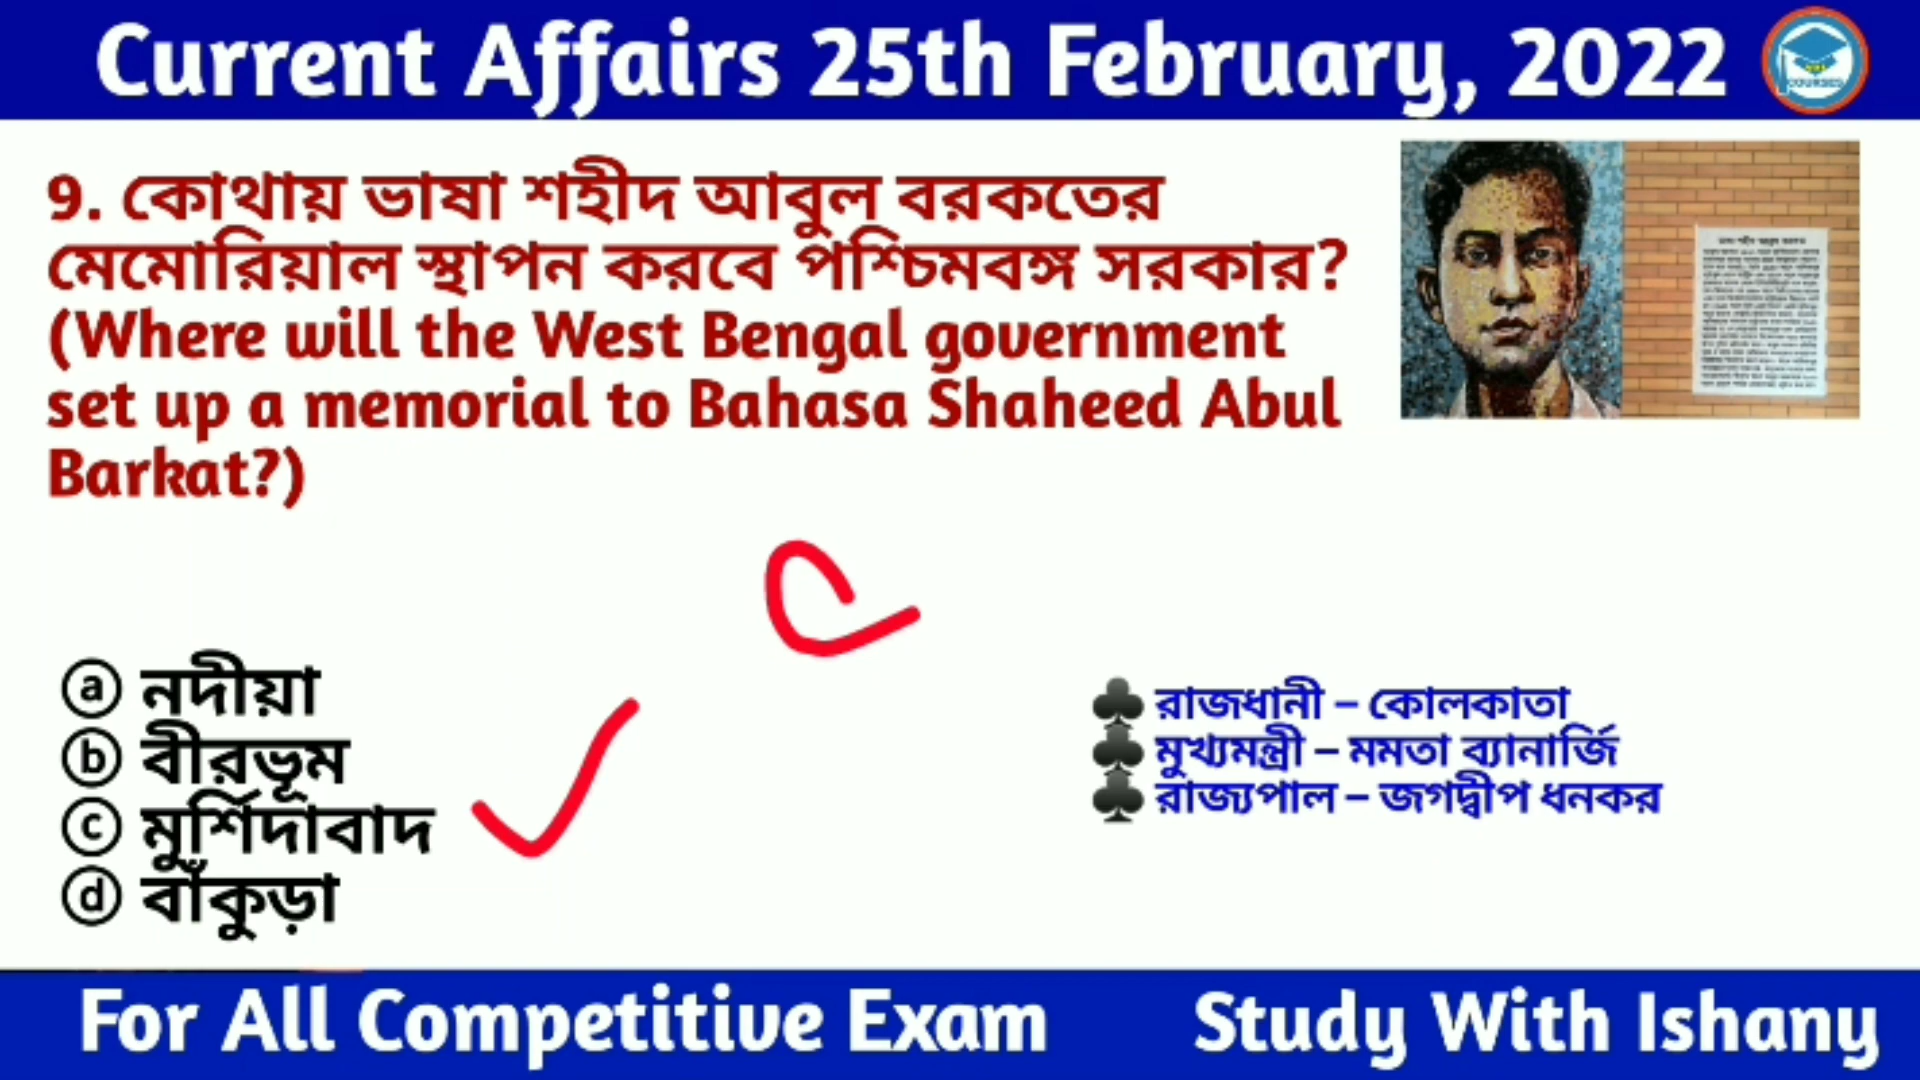 Current Affairs 25th February, 2022
COURSES
9. কোথায় ভাষা শহীদ আবুল বরকতের
মেমোরিয়াল স্থাপন করবে পশ্চিমবঙ্গ সরকার?
(Where will the West Bengal government
set up a memorial to Bahasa Shaheed Abul
Barkat?)
ⓐ নদীয়া
ⓑ বীরভূম
ⓒ মুর্শিদাবাদ
ⓓ বাঁকুড়া
♣ রাজধানী – কোলকাতা
♣ মুখ্যমন্ত্রী – মমতা ব্যানার্জি
♣ রাজ্যপাল – জগদ্বীপ ধনকর
For All Competitive Exam
Study With Ishany